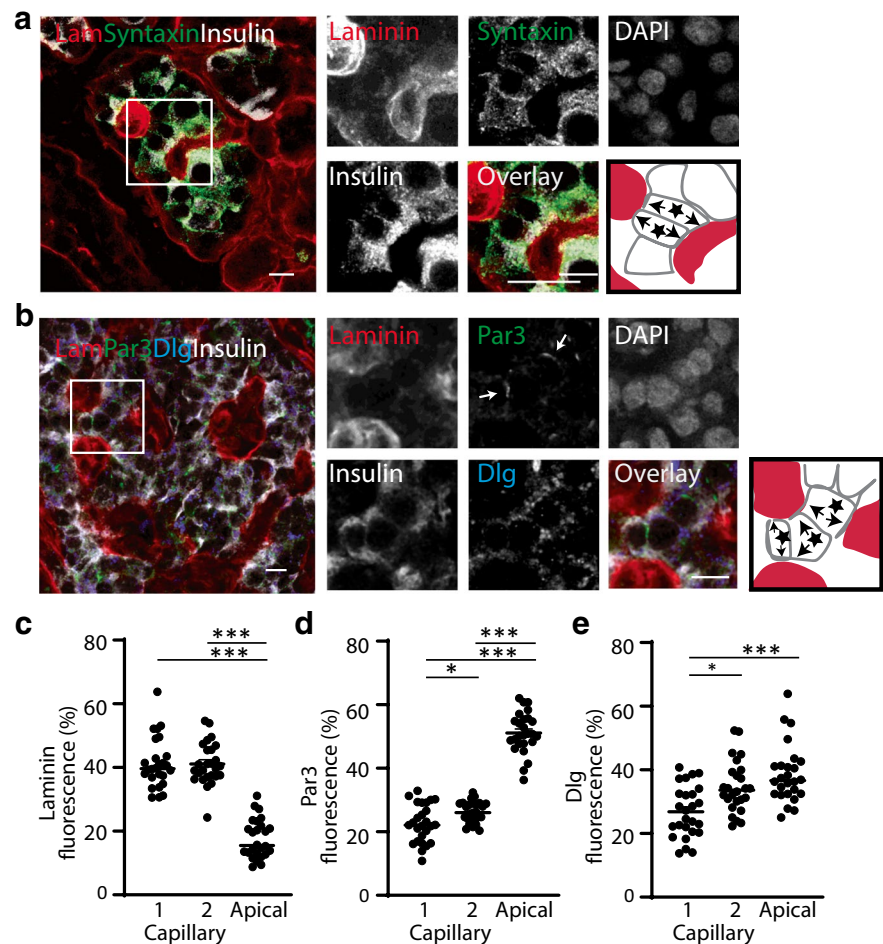 a
LamSyntaxinInsulin
Laminin
Syntaxin
DAPI
Insulin
Overlay
b
LamPar3DlgInsulin
Laminin
Par3
DAPI
Insulin
Dlg
Overlay
c
Laminin
fluorescence (%)
80
60
40
20
0
***
***
1 2 Apical
Capillary
d
Par3
fluorescence (%)
80
60
40
20
0
***
***
*
1 2 Apical
Capillary
e
Dlg
fluorescence (%)
80
60
40
20
0
***
*
1 2 Apical
Capillary